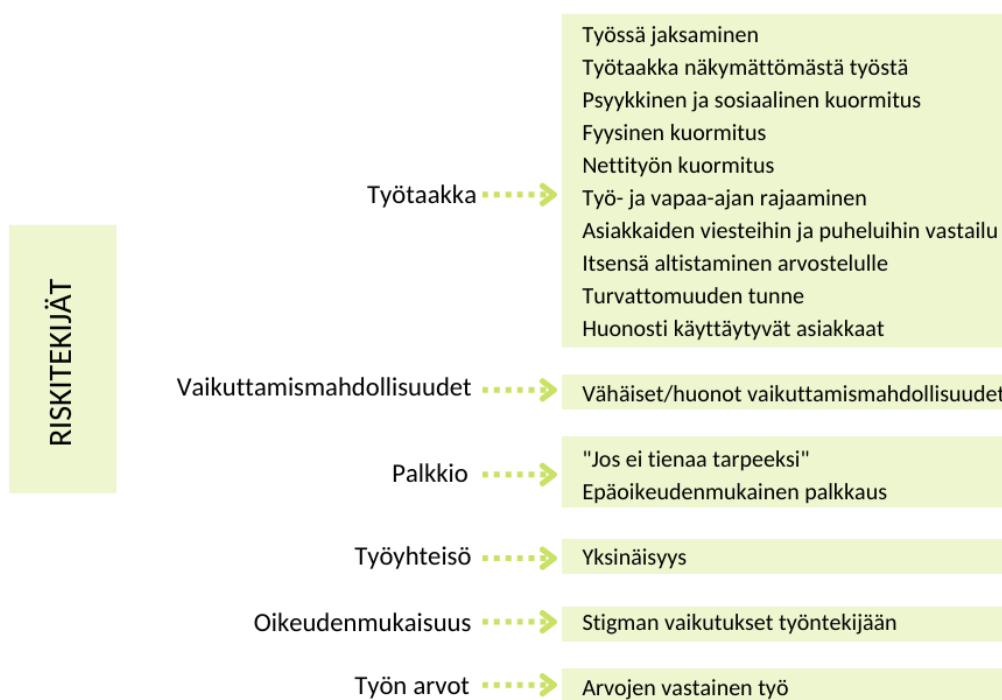 RISKITEKIJÄT
Työtaakka
Työssä jaksaminen
Työtaakka näkymättömästä työstä
Psyykkinen ja sosiaalinen kuormitus
Fyysinen kuormitus
Nettityön kuormitus
Työ- ja vapaa-ajan rajaaminen
Asiakkaiden viesteihin ja puheluihin vastailu
Itsensä altistaminen arvostelulle
Turvattomuuden tunne
Huonosti käyttäytyvät asiakkaat
Vaikuttamismahdollisuudet
Vähäiset/huonot vaikuttamismahdollisuudet
Palkkio
"Jos ei tienaa tarpeeksi"
Epäoikeudenmukainen palkkaus
Työyhteisö
Yksinäisyys
Oikeudenmukaisuus
Stigman vaikutukset työntekijään
Työn arvot
Arvojen vastainen työ